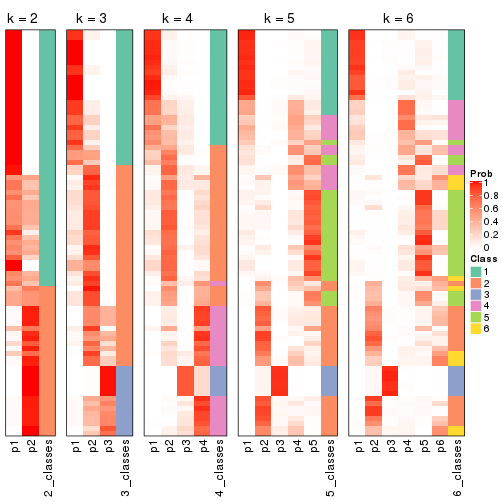 k = 2
k = 3
k = 4
k = 5
k = 6
p1
p2
2_classes
p1
p2
p3
3_classes
p1
p2
p3
p4
4_classes
p1
p2
p3
p4
p5
5_classes
p1
p2
p3
p4
p5
p6
6_classes
Prob
1
0.8
0.6
0.4
0.2
0
Class
1
2
3
4
5
6